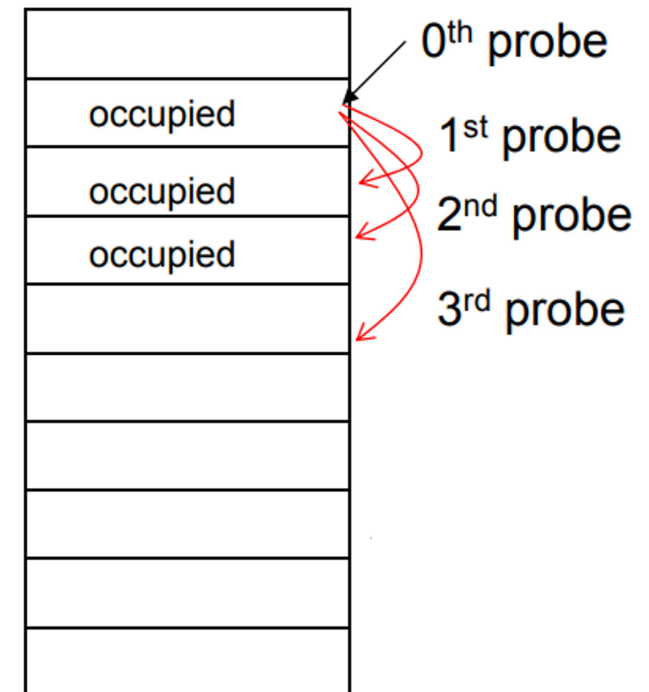 0th probe
occupied
1st probe
occupied
2nd probe
occupied
3rd probe